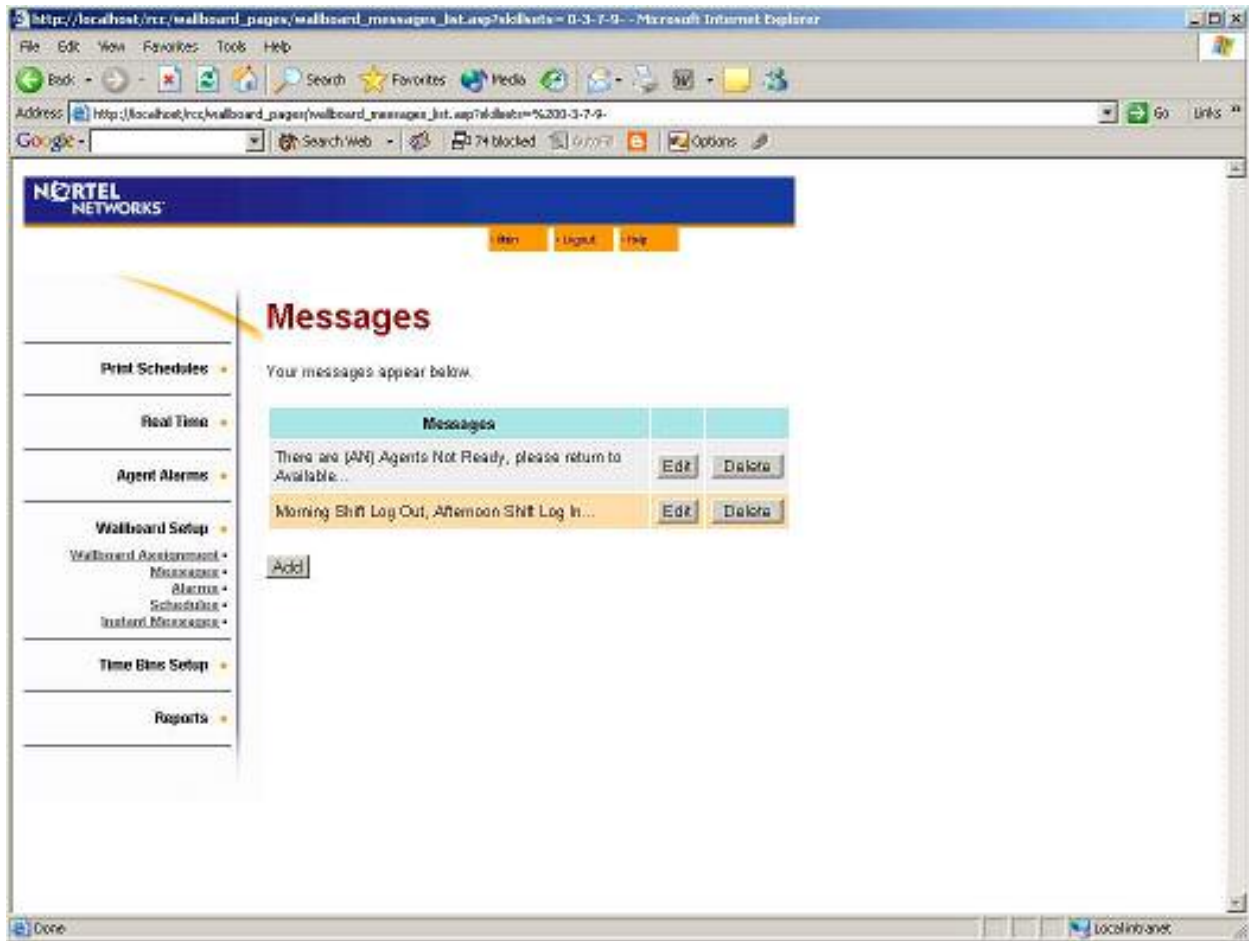 http://localhost/rcc/wallboard_pages/wallboard_messages_list.asp?skillsets= 0-3-7-9- - Microsoft Internet Explorer
File Edit View Favorites Tools Help
Back Search Favorites Media
Address http://localhost/rcc/wallboard_pages/wallboard_messages_list.asp?skillsets=%200-3-7-9- Go Links
Google Search Web 74 blocked AutoFill Options
NORTEL
NETWORKS
Main Logout Help
Messages
Print Schedules
Your messages appear below.
Real Time
Messages
Agent Alarms
There are (AN) Agents Not Ready, please return to
Available... Edit Delete
Wallboard Setup
Morning Shift Log Out, Afternoon Shift Log In... Edit Delete
Wallboard Assignment
Messages
Alarms
Schedules
Instant Messages
Add
Time Bins Setup
Reports
Done Local intranet